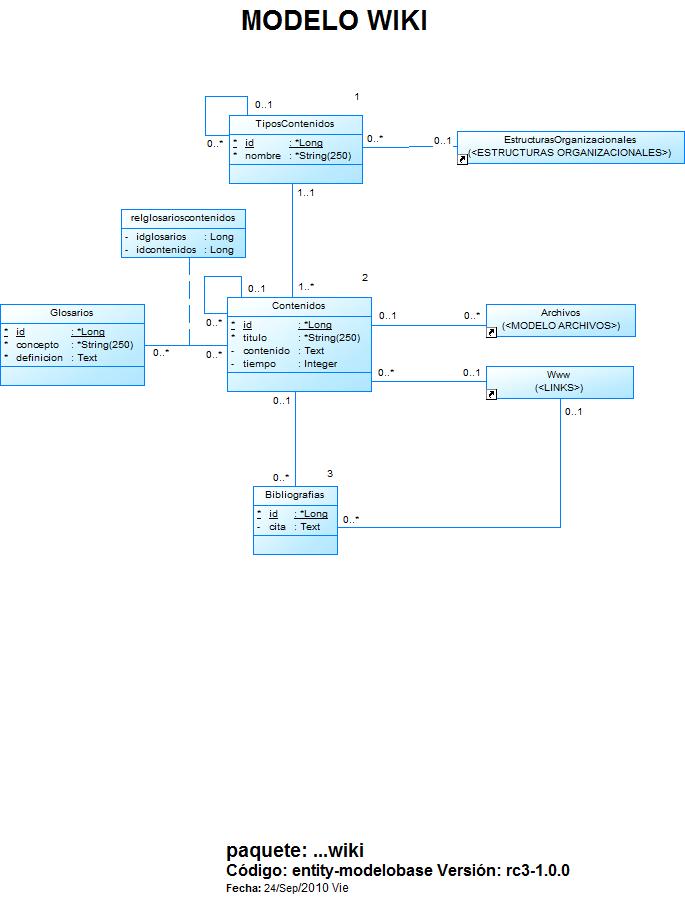 MODELO WIKI
1
0..1
TiposContenidos
* id : *Long
* nombre : *String(250)
0..*
0..*
0..1
EstructurasOrganizacionales
(<ESTRUCTURAS ORGANIZACIONALES>)
1..1
relglosarioscontenidos
- idglosarios : Long
- idcontenidos : Long
2
0..1
1..*
Contenidos
* id : *Long
* titulo : *String(250)
- contenido : Text
- tiempo : Integer
0..*
0..*
0..*
Glosarios
* id : *Long
* concepto : *String(250)
* definicion : Text
0..1
0..*
Archivos
(<MODELO ARCHIVOS>)
0..*
0..1
Www
(<LINKS>)
0..1
0..1
0..*
3
Bibliografias
* id : *Long
- cita : Text
0..*
paquete: ...wiki
Código: entity-modelobase Versión: rc3-1.0.0
Fecha: 24/Sep/2010 Vie